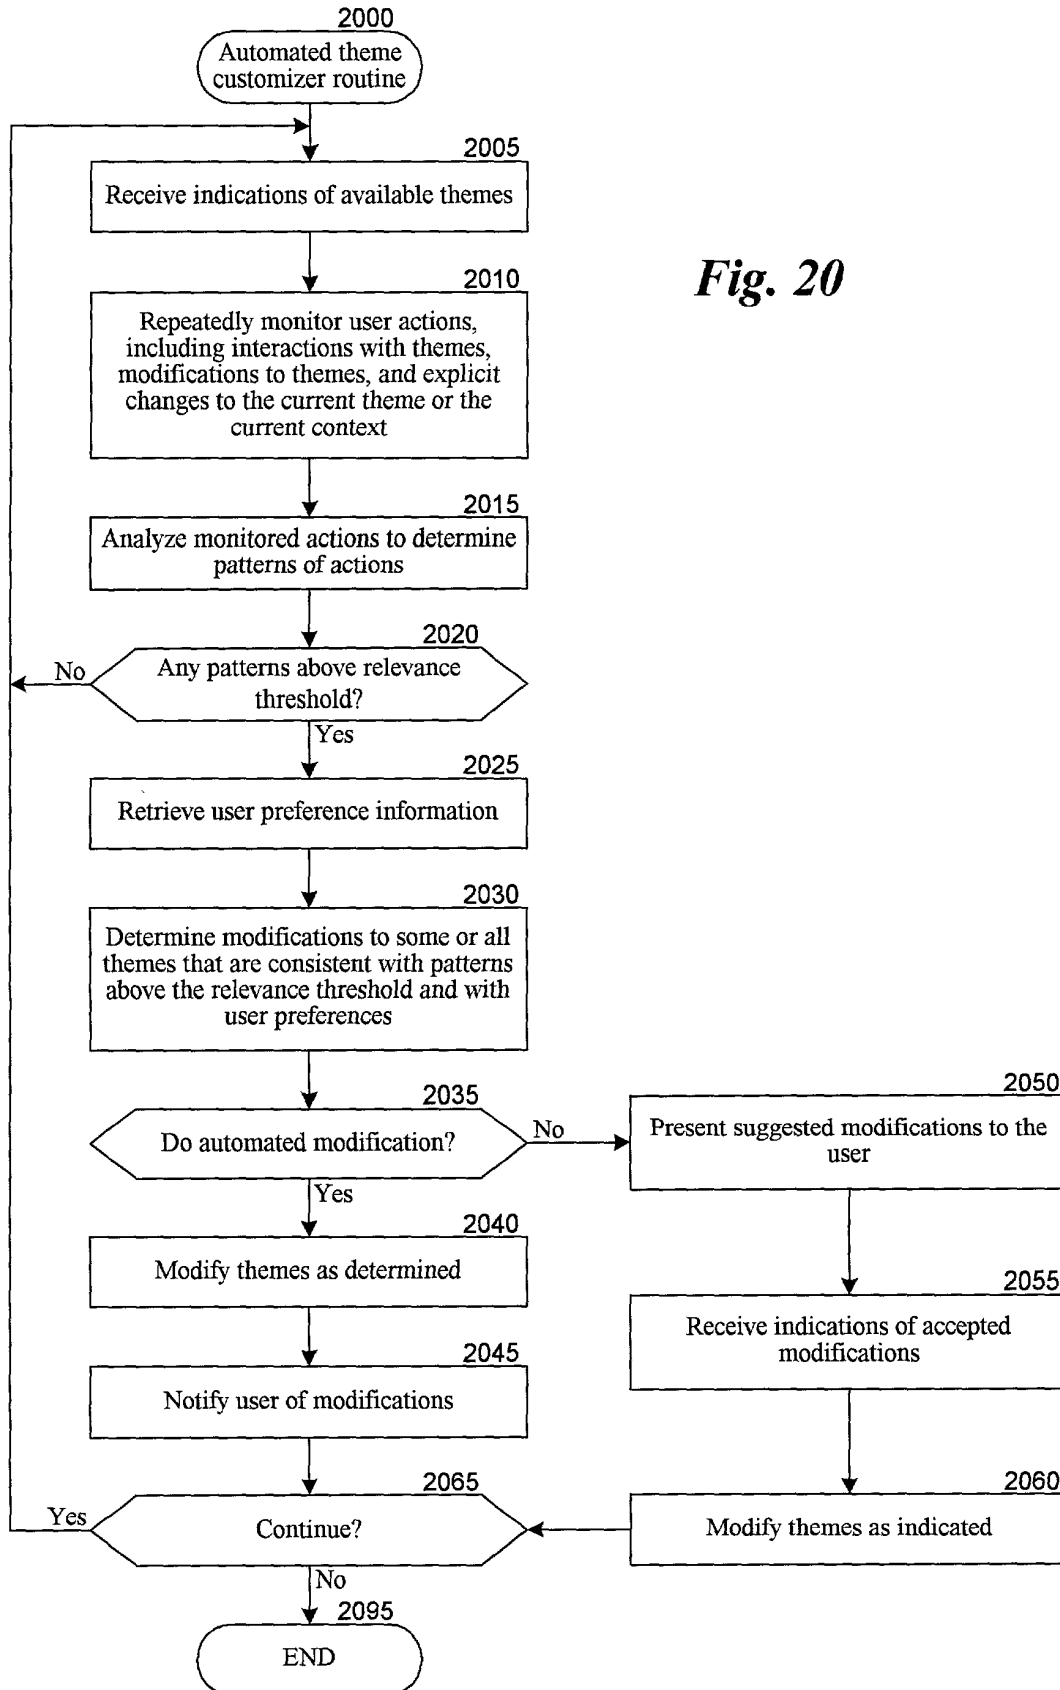 2000
Automated theme
customizer routine
2005
Receive indications of available themes
Fig. 20
2010
Repeatedly monitor user actions,
including interactions with themes,
modifications to themes, and explicit
changes to the current theme or the
current context
2015
Analyze monitored actions to determine
patterns of actions
2020
No
Any patterns above relevance
threshold?
Yes
2025
Retrieve user preference information
2030
Determine modifications to some or all
themes that are consistent with patterns
above the relevance threshold and with
user preferences
2035
Do automated modification?
No
Yes
2050
Present suggested modifications to the
user
2040
Modify themes as determined
2055
Receive indications of accepted
modifications
2045
Notify user of modifications
2065
Yes
Continue?
2060
Modify themes as indicated
No
2095
END